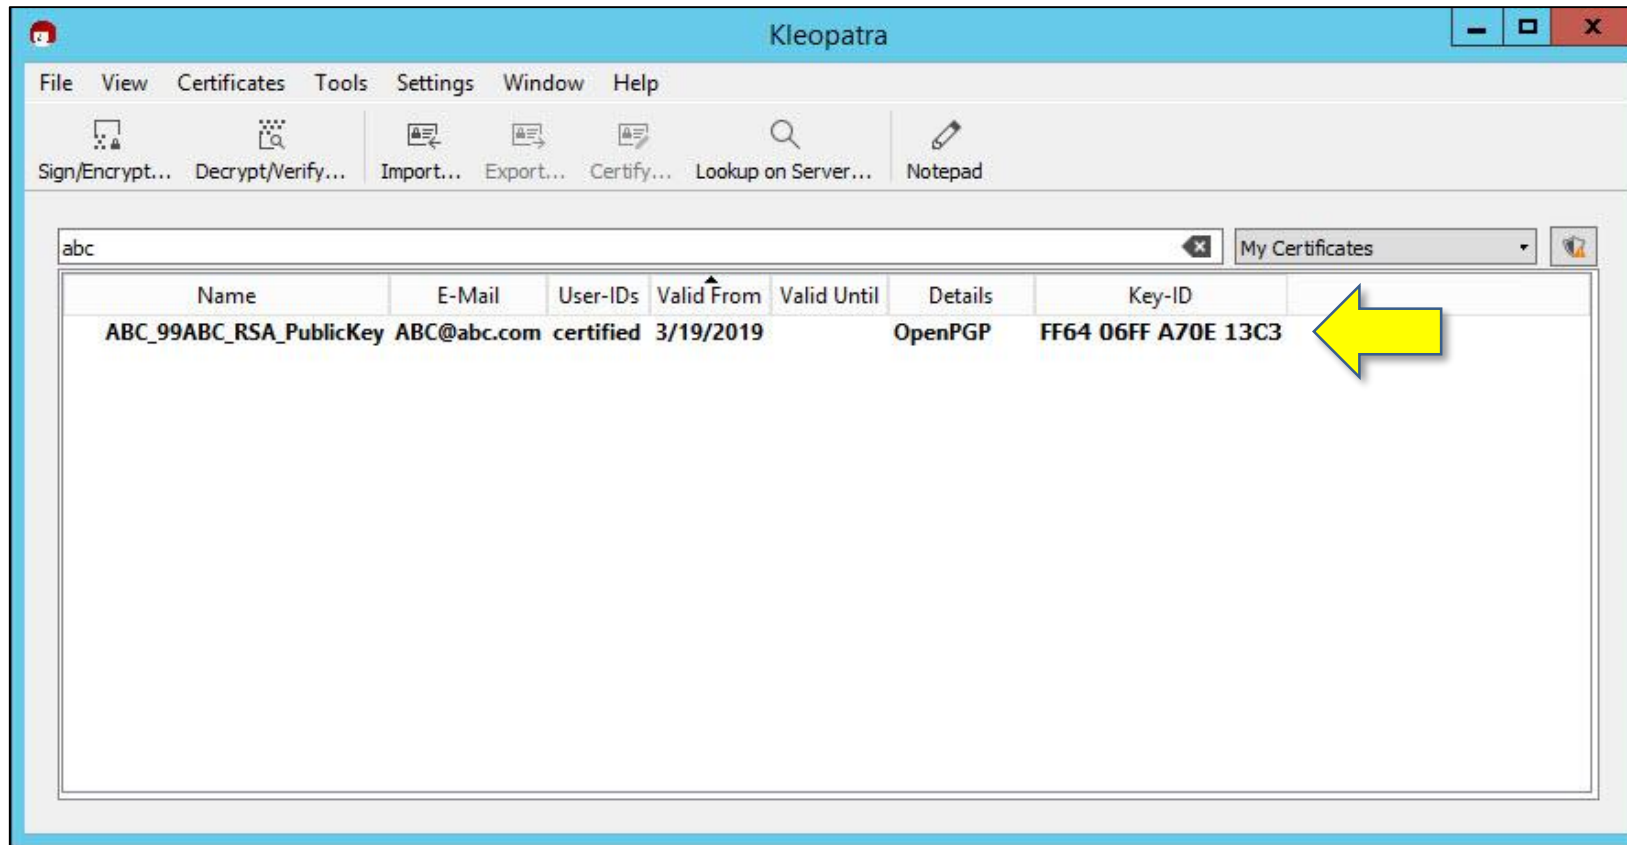 Kleopatra
File View Certificates Tools Settings Window Help
Sign/Encrypt... Decrypt/Verify... Import... Export... Certify... Lookup on Server... Notepad
abc My Certificates
Name E-Mail User-IDs Valid From Valid Until Details Key-ID
ABC_99ABC_RSA_PublicKey ABC@abc.com certified 3/19/2019 OpenPGP FF64 06FF A70E 13C3